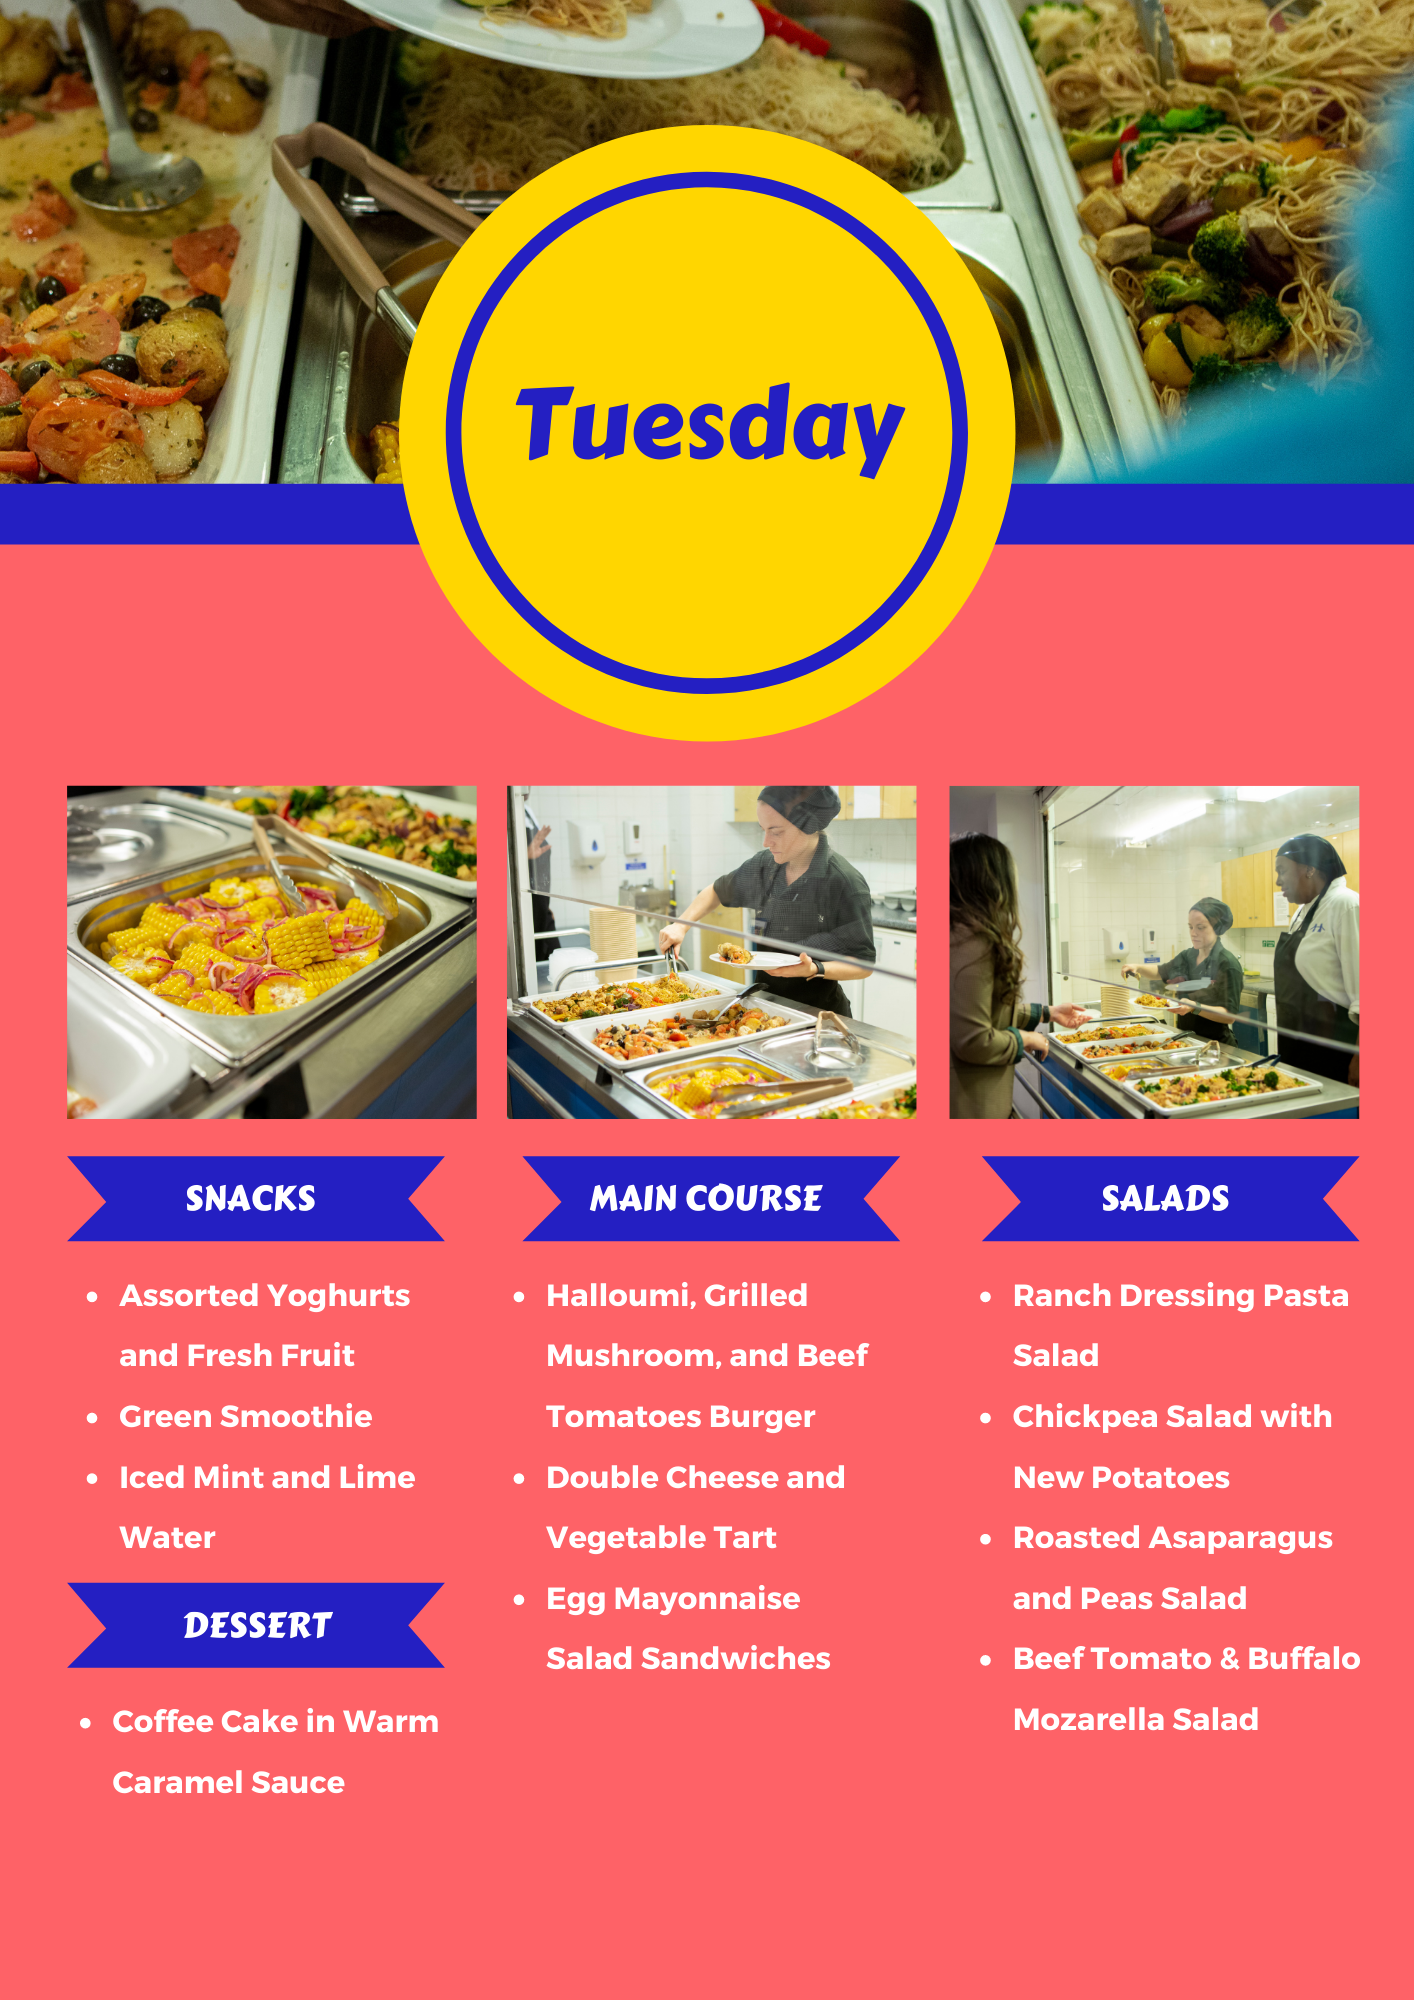 Tuesday
SNACKS
• Assorted Yoghurts
and Fresh Fruit
• Green Smoothie
• Iced Mint and Lime
Water
DESSERT
• Coffee Cake in Warm
Caramel Sauce
MAIN COURSE
• Halloumi, Grilled
Mushroom, and Beef
Tomatoes Burger
• Double Cheese and
Vegetable Tart
• Egg Mayonnaise
Salad Sandwiches
SALADS
• Ranch Dressing Pasta
Salad
• Chickpea Salad with
New Potatoes
• Roasted Asaparagus
and Peas Salad
• Beef Tomato & Buffalo
Mozarella Salad